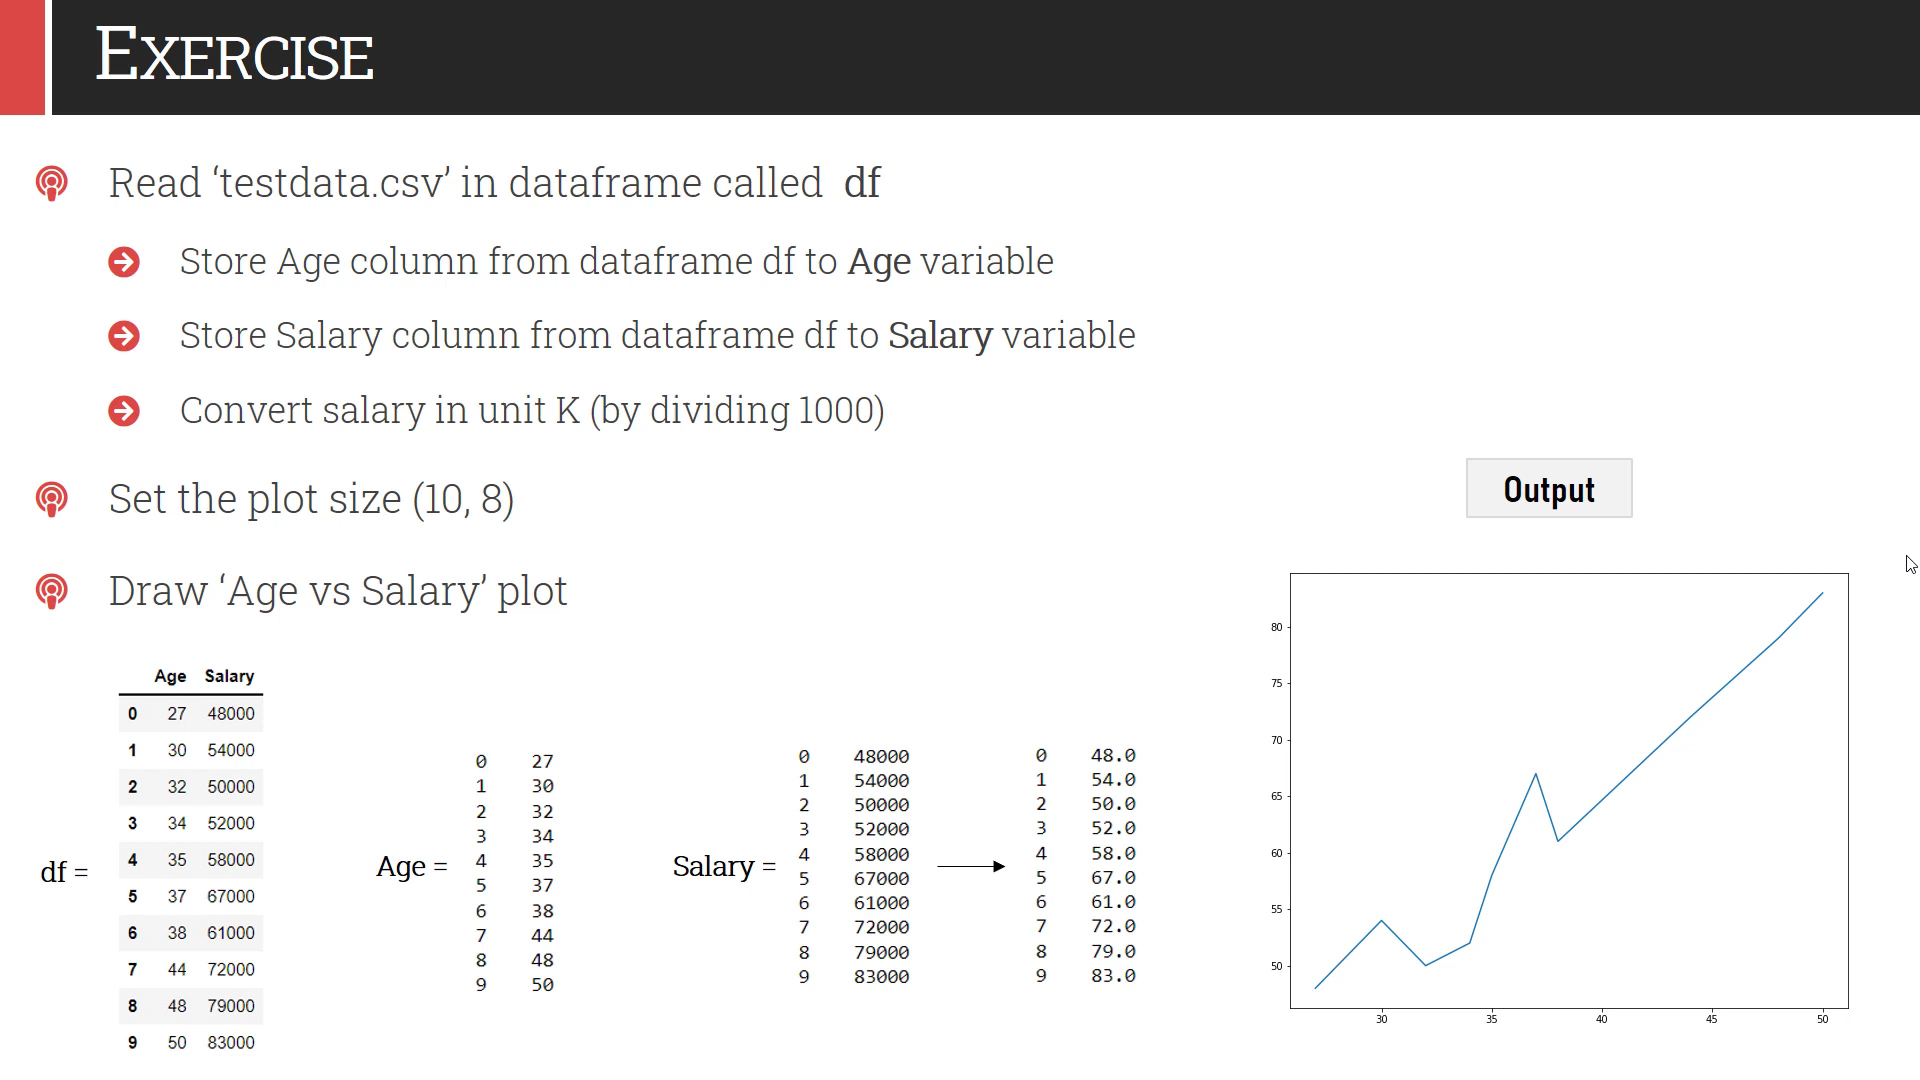 EXERCISE
Read ‘testdata.csv’ in dataframe called df
Store Age column from dataframe df to Age variable
Store Salary column from dataframe df to Salary variable
Convert salary in unit K (by dividing 1000)
Set the plot size (10, 8)
Draw ‘Age vs Salary’ plot
df =
Age Salary
0 27 48000
1 30 54000
2 32 50000
3 34 52000
4 35 58000
5 37 67000
6 38 61000
7 44 72000
8 48 79000
9 50 83000
Age =
0 27
1 30
2 32
3 34
4 35
5 37
6 38
7 44
8 48
9 50
Salary =
0 48000
1 54000
2 50000
3 52000
4 58000
5 67000
6 61000
7 72000
8 79000
9 83000
0 48.0
1 54.0
2 50.0
3 52.0
4 58.0
5 67.0
6 61.0
7 72.0
8 79.0
9 83.0
Output
80
75
70
65
60
55
50
30 35 40 45 50